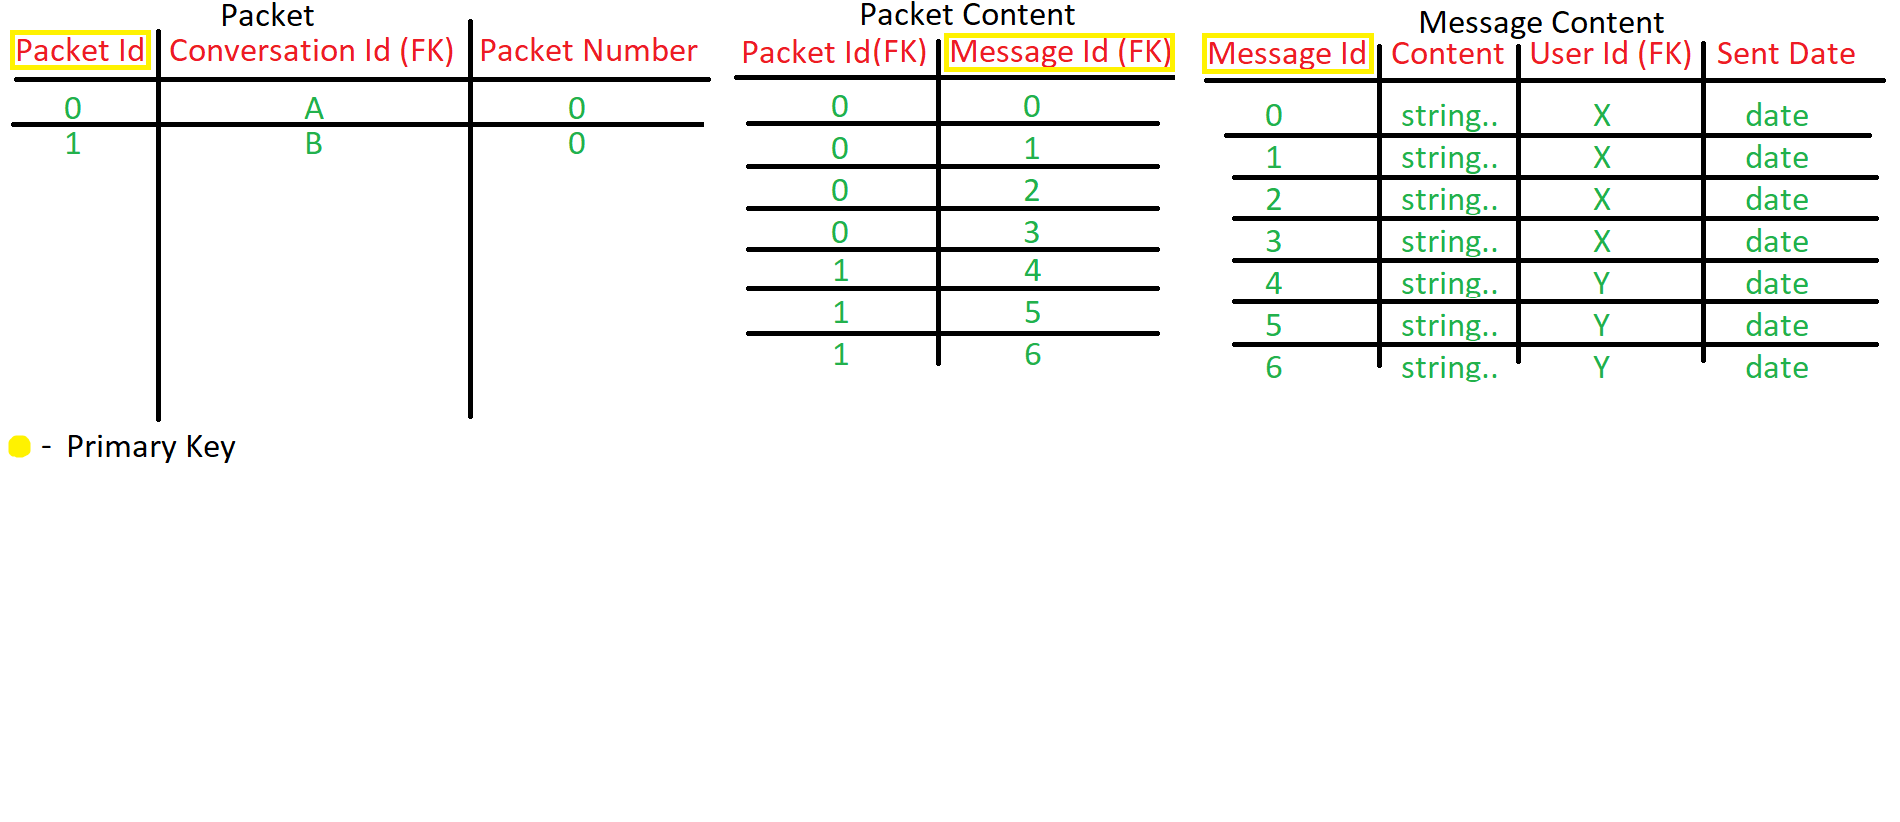 Packet
Packet Id Conversation Id (FK) Packet Number
0 A 0
1 B 0
Packet Content
Packet Id(FK) Message Id (FK)
0 0
0 1
0 2
0 3
1 4
1 5
1 6
Message Content
Message Id Content User Id (FK) Sent Date
0 string.. X date
1 string.. X date
2 string.. X date
3 string.. X date
4 string.. Y date
5 string.. Y date
6 string.. Y date
- Primary Key